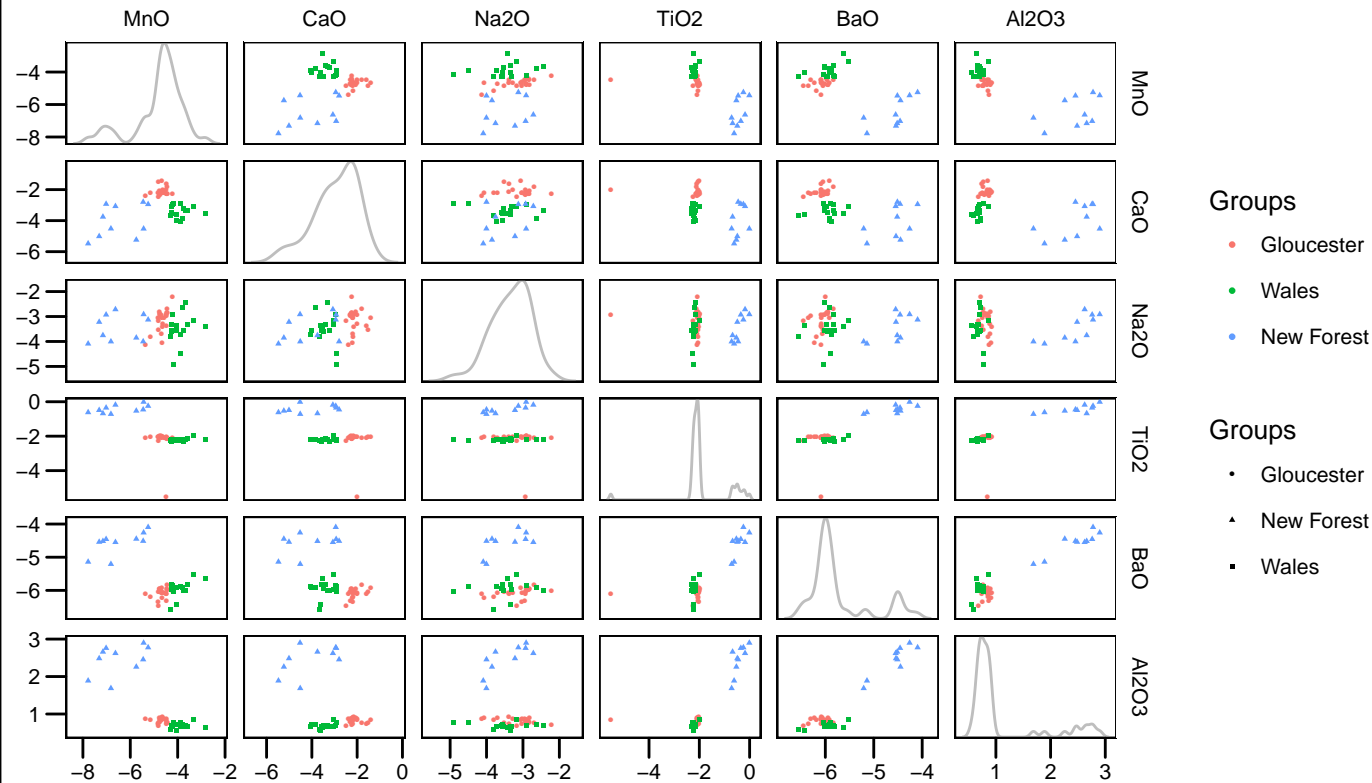 MnO CaO Na2O TiO2 BaO Al2O3
−4
−6
−8
MnO
−2
−4
−6
CaO
−2
−3
−4
−5
Na2O
0
−2
−4
TiO2
−4
−5
−6
BaO
3
2
1
Al2O3
−8 −6 −4 −2 −6 −4 −2 0 −5 −4 −3 −2 −4 −2 0 −6 −5 −4 1 2 3
Groups
Gloucester
Wales
New Forest
Groups
Gloucester
New Forest
Wales